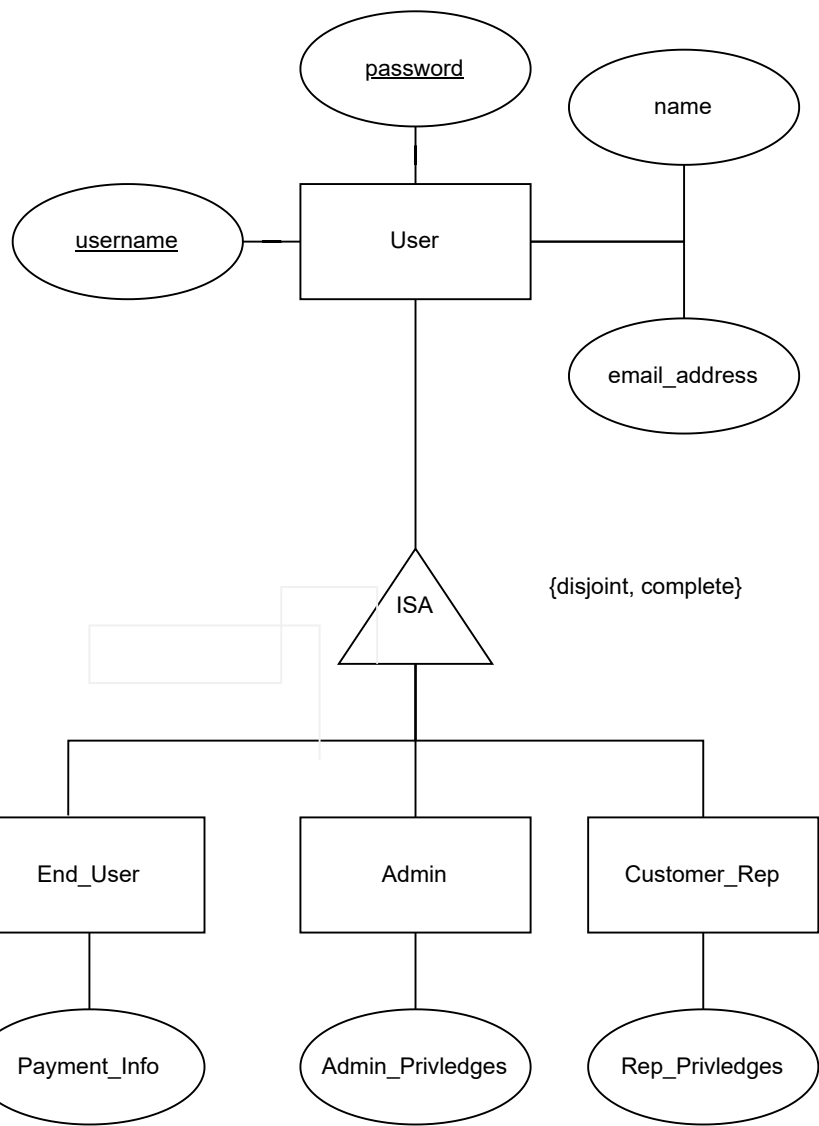 password
name
username
User
email_address
{disjoint, complete}
ISA
End_User
Admin
Customer_Rep
Payment_Info
Admin_Privledges
Rep_Privledges